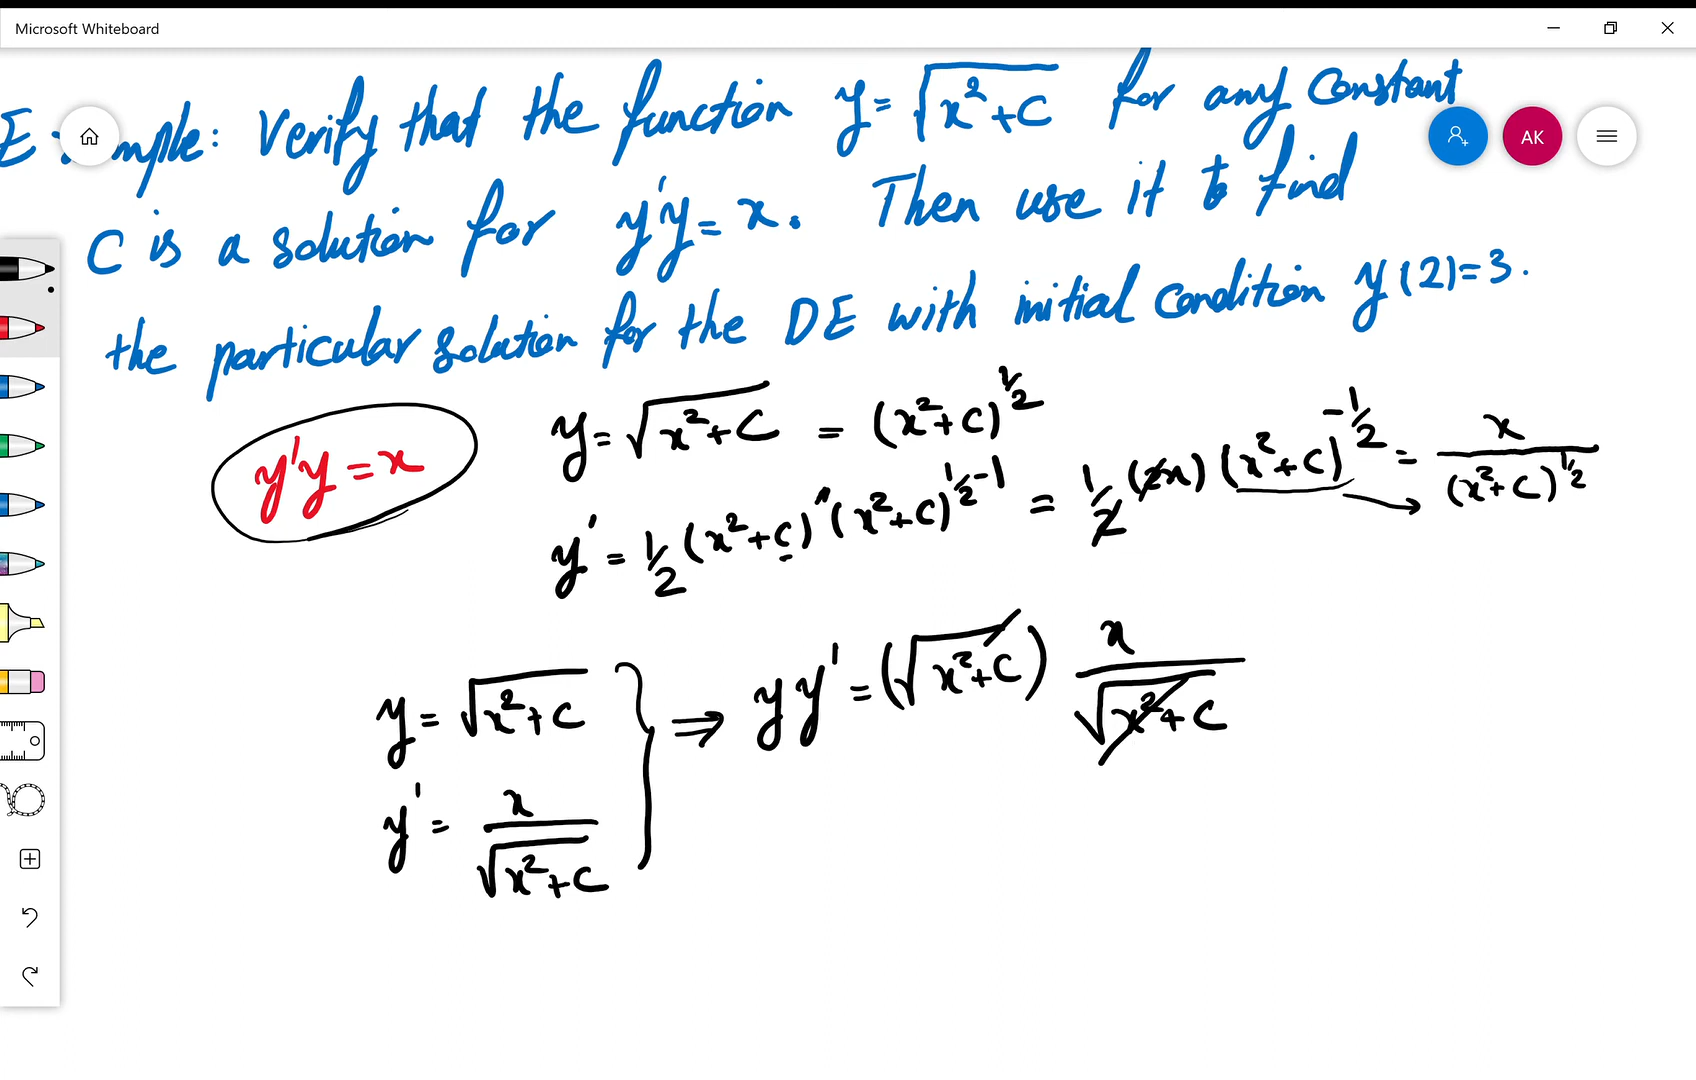 Microsoft Whiteboard
E mple: Verify that the function y = √(x²+C) for any constant
AK
C is a solution for y'y = x. Then use it to find
the particular solution for the DE with initial condition y(2)=3.
y'y = x
y = √(x²+C) = (x²+C)^(1/2)
y' = 1/2 (x²+C)' (x²+C)^(1/2-1) = 1/2 (2x) (x²+C)^(-1/2) = x/(x²+C)^(1/2)
y = √(x²+C)
y' = x/√(x²+C)
⇒ yy' = (√(x²+C)) x/√(x²+C)